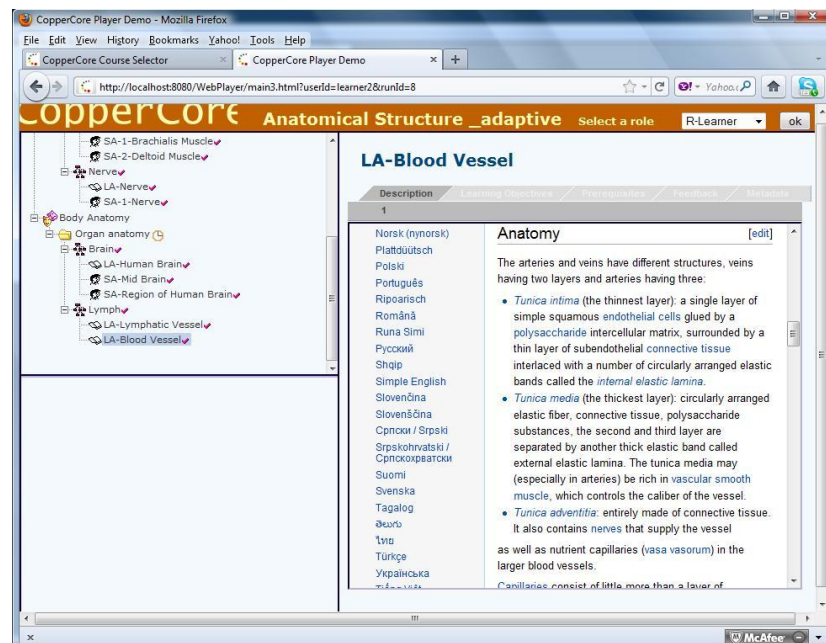 CopperCore Player Demo - Mozilla Firefox
File Edit View History Bookmarks Yahoo! Tools Help
CopperCore Course Selector × CopperCore Player Demo × +
http://localhost:8080/WebPlayer/main3.html?userId=learner2&runId=8
CopperCore Anatomical Structure _adaptive Select a role R-Learner ok
SA-1-Brachialis Muscle
SA-2-Deltoid Muscle
Nerve
LA-Nerve
SA-1-Nerve
Body Anatomy
Organ anatomy
Brain
LA-Human Brain
SA-Mid Brain
SA-Region of Human Brain
Lymph
LA-Lymphatic Vessel
LA-Blood Vessel
LA-Blood Vessel
Description Learning Objectives Prerequisites Feedback Metadata
1
Norsk (nynorsk)
Plattdüütsch
Polski
Português
Ripoarisch
Română
Runa Simi
Русский
Shqip
Simple English
Slovenčina
Slovenščina
Српски / Srpski
Srpskohrvatski /
Српскохрватски
Suomi
Svenska
Tagalog
తెలుగు
ไทย
Türkçe
Українська
Tiếng Việt
Anatomy [edit]
The arteries and veins have different structures, veins
having two layers and arteries having three:
• Tunica intima (the thinnest layer): a single layer of
simple squamous endothelial cells glued by a
polysaccharide intercellular matrix, surrounded by a
thin layer of subendothelial connective tissue
interlaced with a number of circularly arranged elastic
bands called the internal elastic lamina.
• Tunica media (the thickest layer): circularly arranged
elastic fiber, connective tissue, polysaccharide
substances, the second and third layer are
separated by another thick elastic band called
external elastic lamina. The tunica media may
(especially in arteries) be rich in vascular smooth
muscle, which controls the caliber of the vessel.
• Tunica adventitia: entirely made of connective tissue.
It also contains nerves that supply the vessel
as well as nutrient capillaries (vasa vasorum) in the
larger blood vessels.
Capillaries consist of little more than a layer of
McAfee